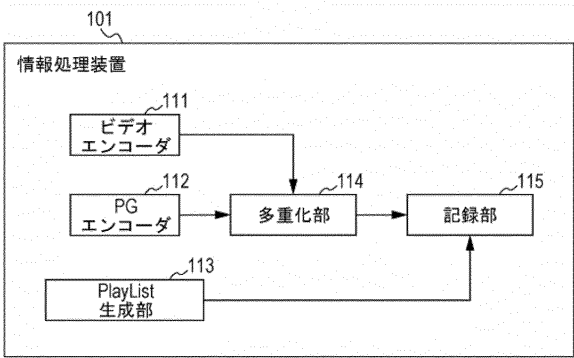 101
情報処理装置
111
ビデオ
エンコーダ
112
PG
エンコーダ
114
多重化部
115
記録部
113
PlayList
生成部